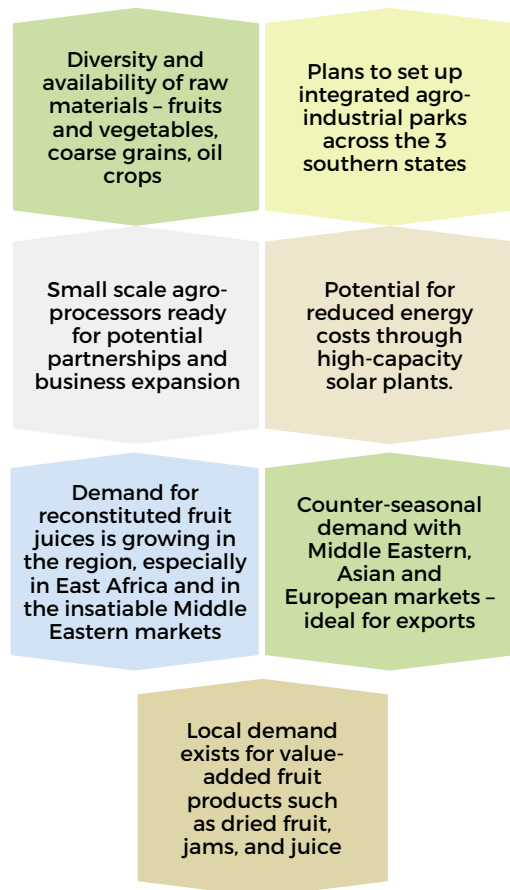 Diversity and
availability of raw
materials – fruits
and vegetables,
coarse grains, oil
crops
Plans to set up
integrated agro-
industrial parks
across the 3
southern states
Small scale agro-
processors ready
for potential
partnerships and
business expansion
Potential for
reduced energy
costs through
high-capacity
solar plants.
Demand for
reconstituted fruit
juices is growing in
the region, especially
in East Africa and in
the insatiable Middle
Eastern markets
Counter-seasonal
demand with
Middle Eastern,
Asian and
European markets –
ideal for exports
Local demand
exists for value-
added fruit
products such
as dried fruit,
jams, and juice